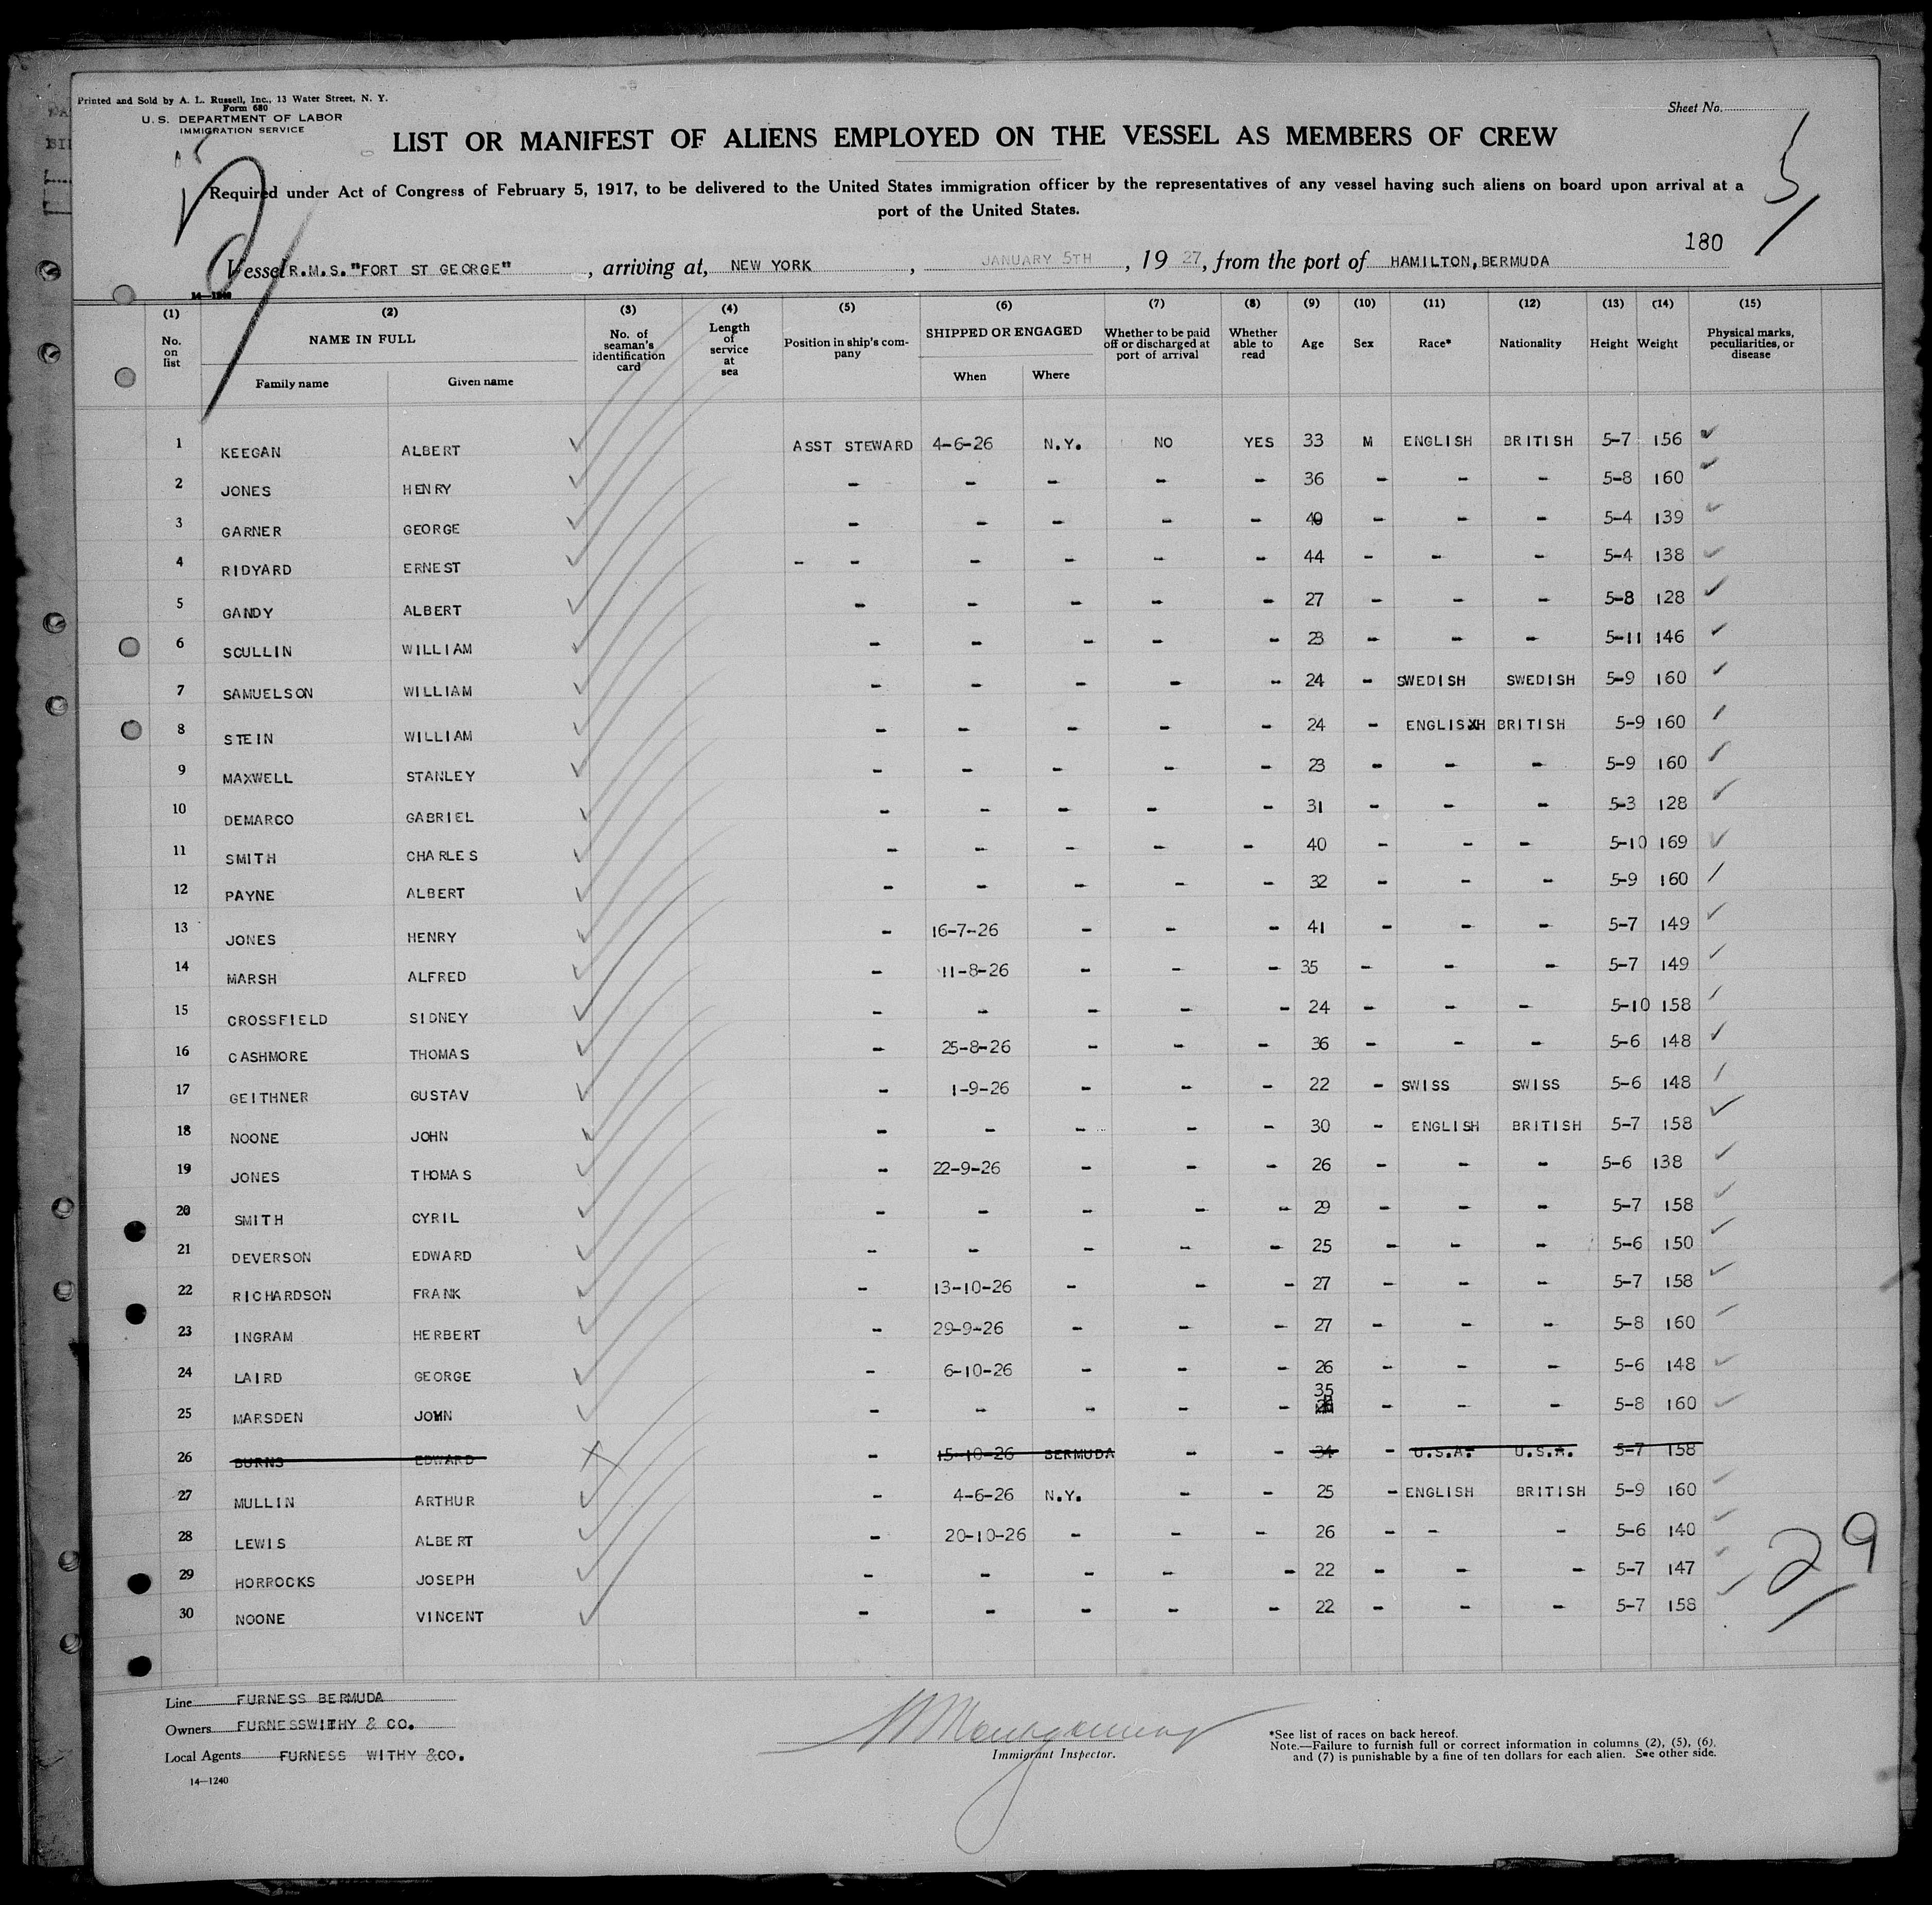 Printed and Sold by A. L. Russell, Inc., 13 Water Street, N. Y.
Form 680
U. S. DEPARTMENT OF LABOR
IMMIGRATION SERVICE
Sheet No.
LIST OR MANIFEST OF ALIENS EMPLOYED ON THE VESSEL AS MEMBERS OF CREW
Required under Act of Congress of February 5, 1917, to be delivered to the United States immigration officer by the representatives of any vessel having such aliens on board upon arrival at a
port of the United States.
180
Vessel R.M.S. "FORT ST GEORGE", arriving at, NEW YORK, JANUARY 5TH, 19 27, from the port of HAMILTON, BERMUDA
14—1240
(1) (2) (3) (4) (5) (6) (7) (8) (9) (10) (11) (12) (13) (14) (15)
No. on list NAME IN FULL Family name Given name No. of seaman's identification card Length of service at sea Position in ship's company SHIPPED OR ENGAGED When Where Whether to be paid off or discharged at port of arrival Whether able to read Age Sex Race* Nationality Height Weight Physical marks, peculiarities, or disease
1 KEEGAN ALBERT ASST STEWARD 4-6-26 N.Y. NO YES 33 M ENGLISH BRITISH 5-7 156
2 JONES HENRY - - - - - 36 - - - 5-8 160
3 GARNER GEORGE - - - - - 40 - - - 5-4 139
4 RIDYARD ERNEST - - - - - - 44 - - - 5-4 138
5 GANDY ALBERT - - - - - 27 - - - 5-8 128
6 SCULLIN WILLIAM - - - - - 23 - - - 5-11 146
7 SAMUELSON WILLIAM - - - - - 24 - SWEDISH SWEDISH 5-9 160
8 STEIN WILLIAM - - - - - 24 - ENGLISH BRITISH 5-9 160
9 MAXWELL STANLEY - - - - - 23 - - - 5-9 160
10 DEMARCO GABRIEL - - - - - 31 - - - 5-3 128
11 SMITH CHARLES - - - - - 40 - - - 5-10 169
12 PAYNE ALBERT - - - - - 32 - - - 5-9 160
13 JONES HENRY - 16-7-26 - - - 41 - - - 5-7 149
14 MARSH ALFRED - 11-8-26 - - - 35 - - - 5-7 149
15 CROSSFIELD SIDNEY - - - - - 24 - - - 5-10 158
16 CASHMORE THOMAS - 25-8-26 - - - 36 - - - 5-6 148
17 GEITHNER GUSTAV - 1-9-26 - - - 22 - SWISS SWISS 5-6 148
18 NOONE JOHN - - - - - 30 - ENGLISH BRITISH 5-7 158
19 JONES THOMAS - 22-9-26 - - - 26 - - - 5-6 138
20 SMITH CYRIL - - - - - 29 - - - 5-7 158
21 DEVERSON EDWARD - - - - - 25 - - - 5-6 150
22 RICHARDSON FRANK - 13-10-26 - - - 27 - - - 5-7 158
23 INGRAM HERBERT - 29-9-26 - - - 27 - - - 5-8 160
24 LAIRD GEORGE - 6-10-26 - - - 26 - - - 5-6 148
25 MARSDEN JOHN - - - - - 35 - - - 5-8 160
26 BURNS EDWARD - 15-10-26 BERMUDA - - 34 - U.S.A. U.S.A. 5-7 158
27 MULLIN ARTHUR - 4-6-26 N.Y. - - 25 - ENGLISH BRITISH 5-9 160
28 LEWIS ALBERT - 20-10-26 - - - 26 - - - 5-6 140
29 HORROCKS JOSEPH - - - - - 22 - - - 5-7 147
30 NOONE VINCENT - - - - - 22 - - - 5-7 158
29
Line FURNESS BERMUDA
Owners FURNESSWITHY & CO.
Local Agents FURNESS WITHY &CO.
14—1240
Montgomery
Immigrant Inspector.
*See list of races on back hereof.
Note.—Failure to furnish full or correct information in columns (2), (5), (6),
and (7) is punishable by a fine of ten dollars for each alien. See other side.